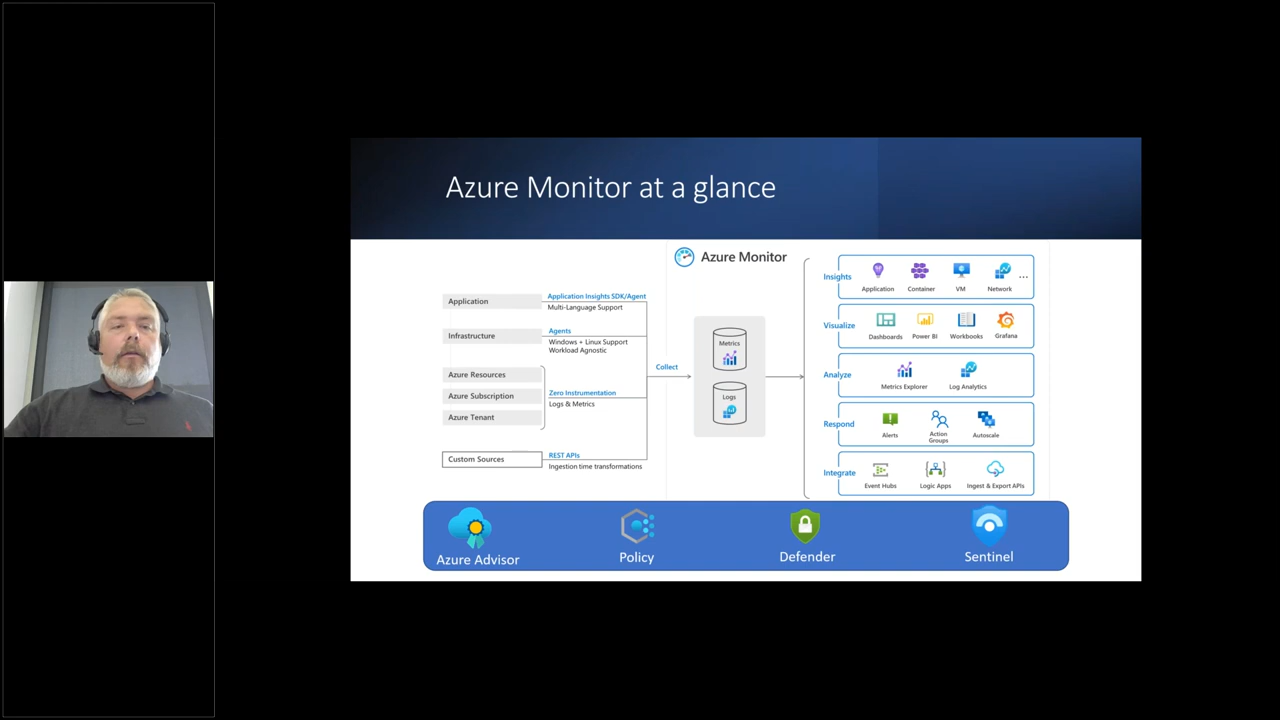 Azure Monitor at a glance
Azure Monitor
Application
Application Insights SDK/Agent
Multi-Language Support
Infrastructure
Agents
Windows + Linux Support
Workload Agnostic
Azure Resources
Azure Subscription
Azure Tenant
Zero Instrumentation
Logs & Metrics
Custom Sources
REST APIs
Ingestion time transformations
Collect
Metrics
Logs
Insights
Application
Container
VM
Network
...
Visualize
Dashboards
Power BI
Workbooks
Grafana
Analyze
Metrics Explorer
Log Analytics
Respond
Alerts
Action
Groups
Autoscale
Integrate
Event Hubs
Logic Apps
Ingest & Export APIs
Azure Advisor
Policy
Defender
Sentinel